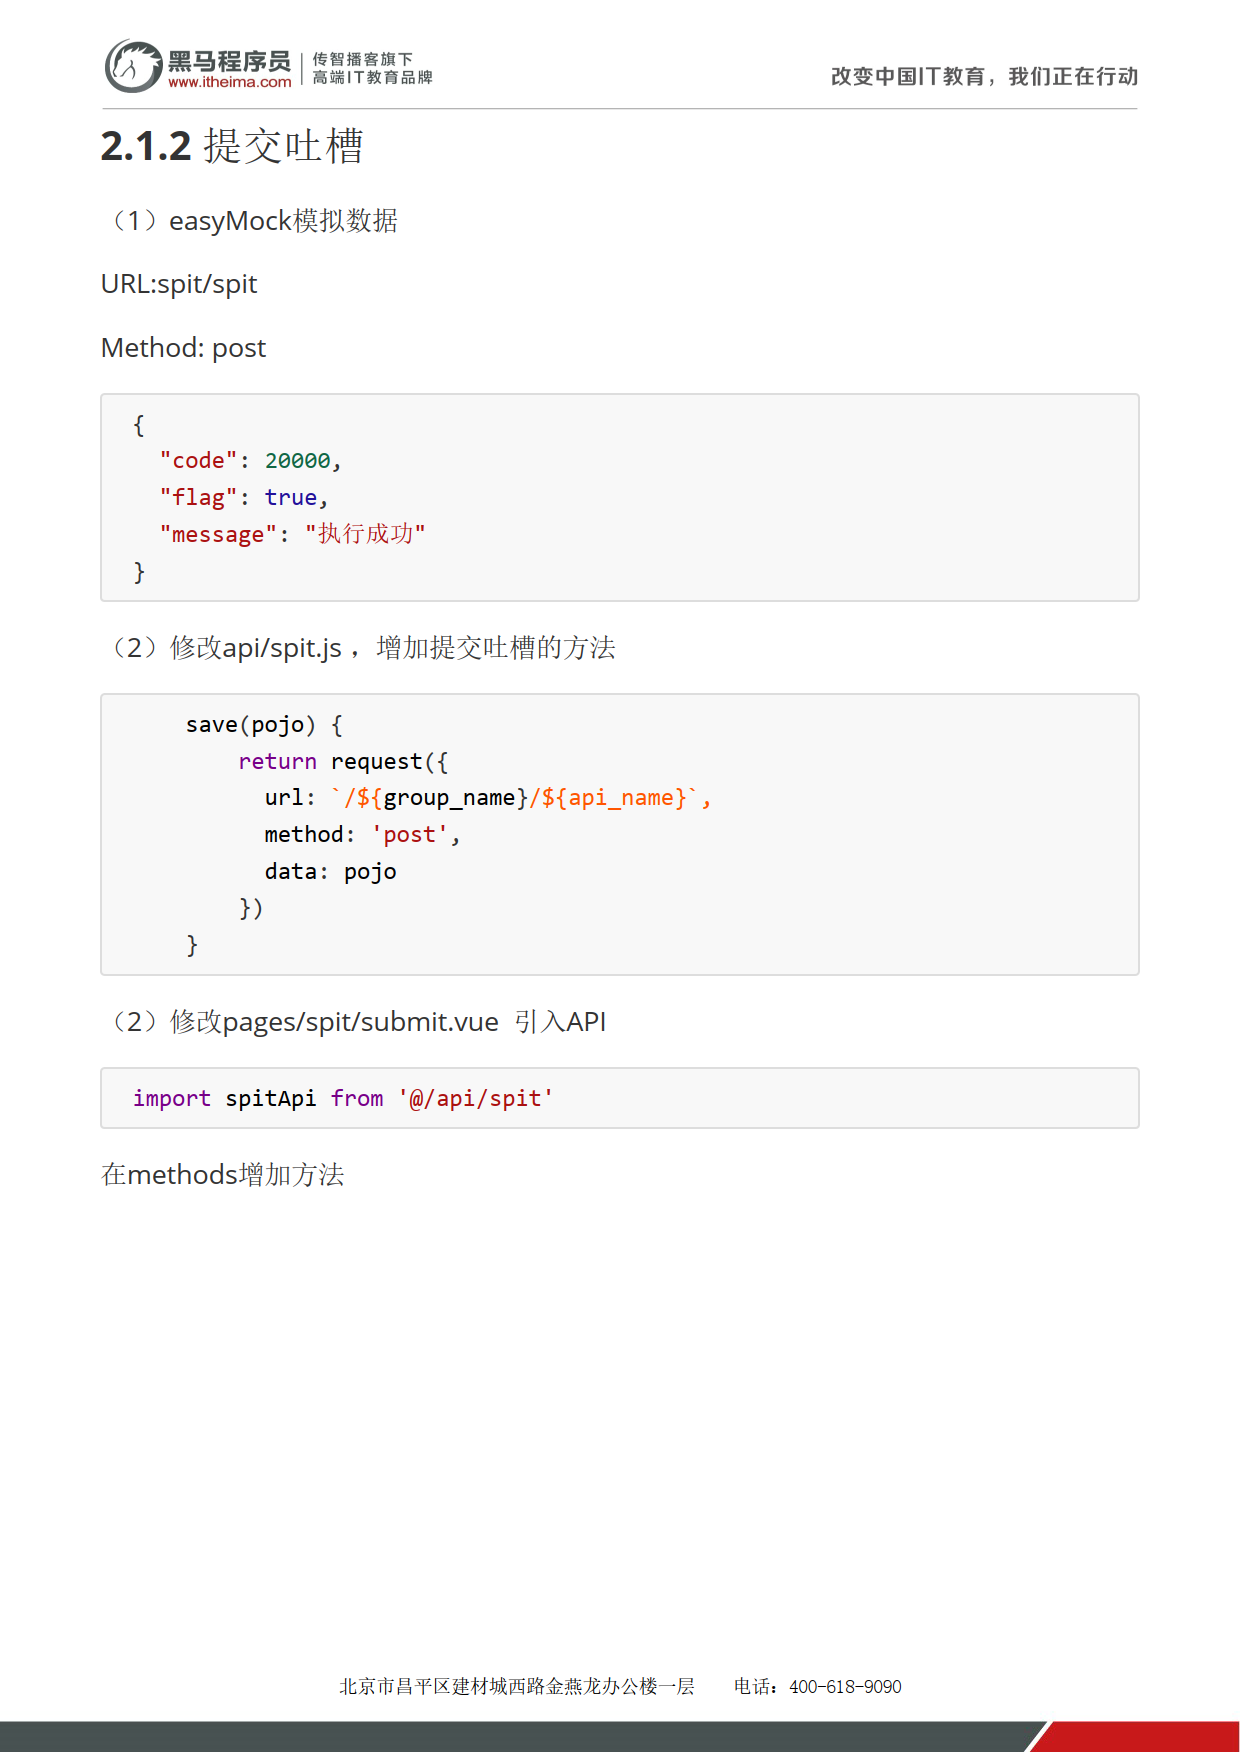 黑马程序员
www.itheima.com
传智播客旗下
高端IT教育品牌
改变中国IT教育，我们正在行动
2.1.2 提交吐槽
（1）easyMock模拟数据
URL:spit/spit
Method: post
{
  "code": 20000,
  "flag": true,
  "message": "执行成功"
}
（2）修改api/spit.js ，增加提交吐槽的方法
    save(pojo) {
        return request({
          url: `/${group_name}/${api_name}`,
          method: 'post',
          data: pojo
        })
    }
（2）修改pages/spit/submit.vue  引入API
import spitApi from '@/api/spit'
在methods增加方法
北京市昌平区建材城西路金燕龙办公楼一层    电话：400-618-9090